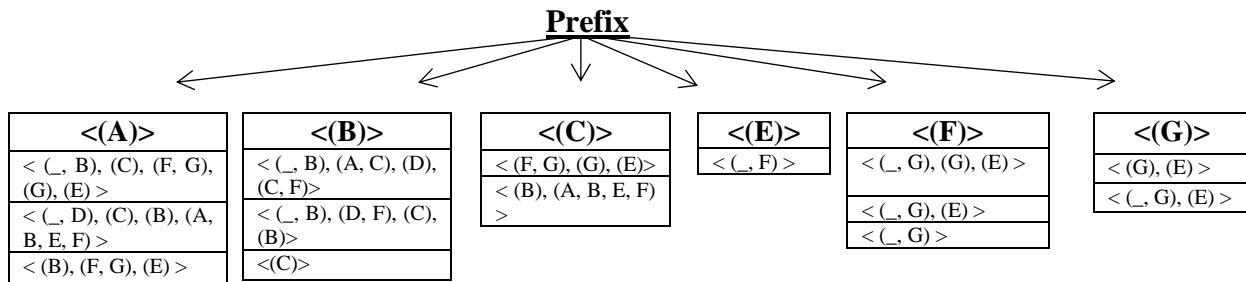 Prefix
<(A)>
< (_, B), (C), (F, G),
(G), (E) >
< (_, D), (C), (B), (A,
B, E, F) >
< (B), (F, G), (E) >
<(B)>
< (_, B), (A, C), (D),
(C, F)>
< (_, B), (D, F), (C),
(B)>
<(C)>
<(C)>
< (F, G), (G), (E)>
< (B), (A, B, E, F)
>
<(E)>
< (_, F) >
<(F)>
< (_, G), (G), (E) >
< (_, G), (E) >
< (_, G) >
<(G)>
< (G), (E) >
< (_, G), (E) >